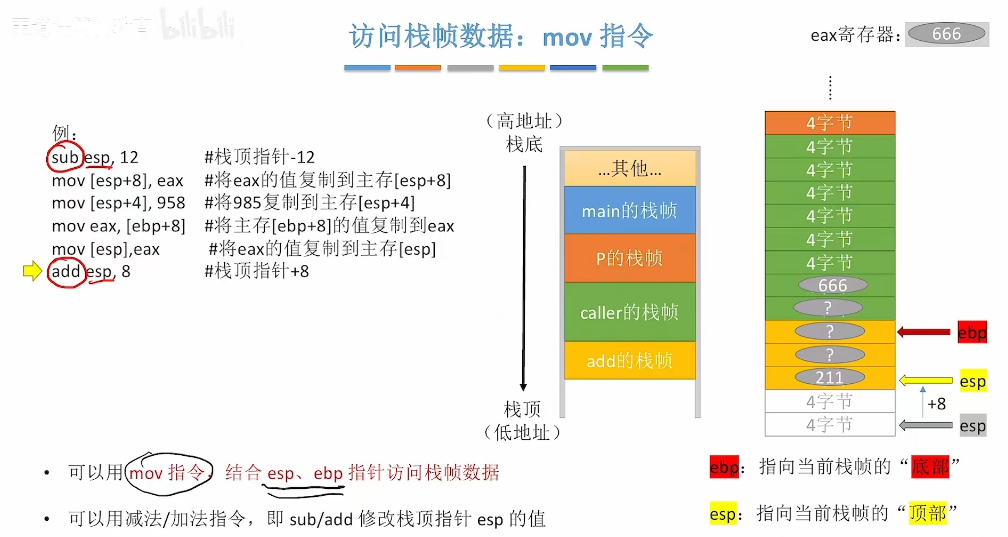 bilibili
访问栈帧数据：mov 指令
eax寄存器： 666
例：
sub esp, 12 #栈顶指针-12
mov [esp+8], eax #将eax的值复制到主存[esp+8]
mov [esp+4], 958 #将985复制到主存[esp+4]
mov eax, [ebp+8] #将主存[ebp+8]的值复制到eax
mov [esp],eax #将eax的值复制到主存[esp]
add esp, 8 #栈顶指针+8
（高地址）
栈底
…其他…
main的栈帧
P的栈帧
caller的栈帧
add的栈帧
栈顶
（低地址）
4字节
4字节
4字节
4字节
4字节
4字节
4字节
666
?
? ebp
?
211 esp
4字节 +8
4字节 esp
• 可以用 mov 指令，结合 esp、ebp 指针访问栈帧数据
• 可以用减法/加法指令，即 sub/add 修改栈顶指针 esp 的值
ebp：指向当前栈帧的“底部”
esp：指向当前栈帧的“顶部”